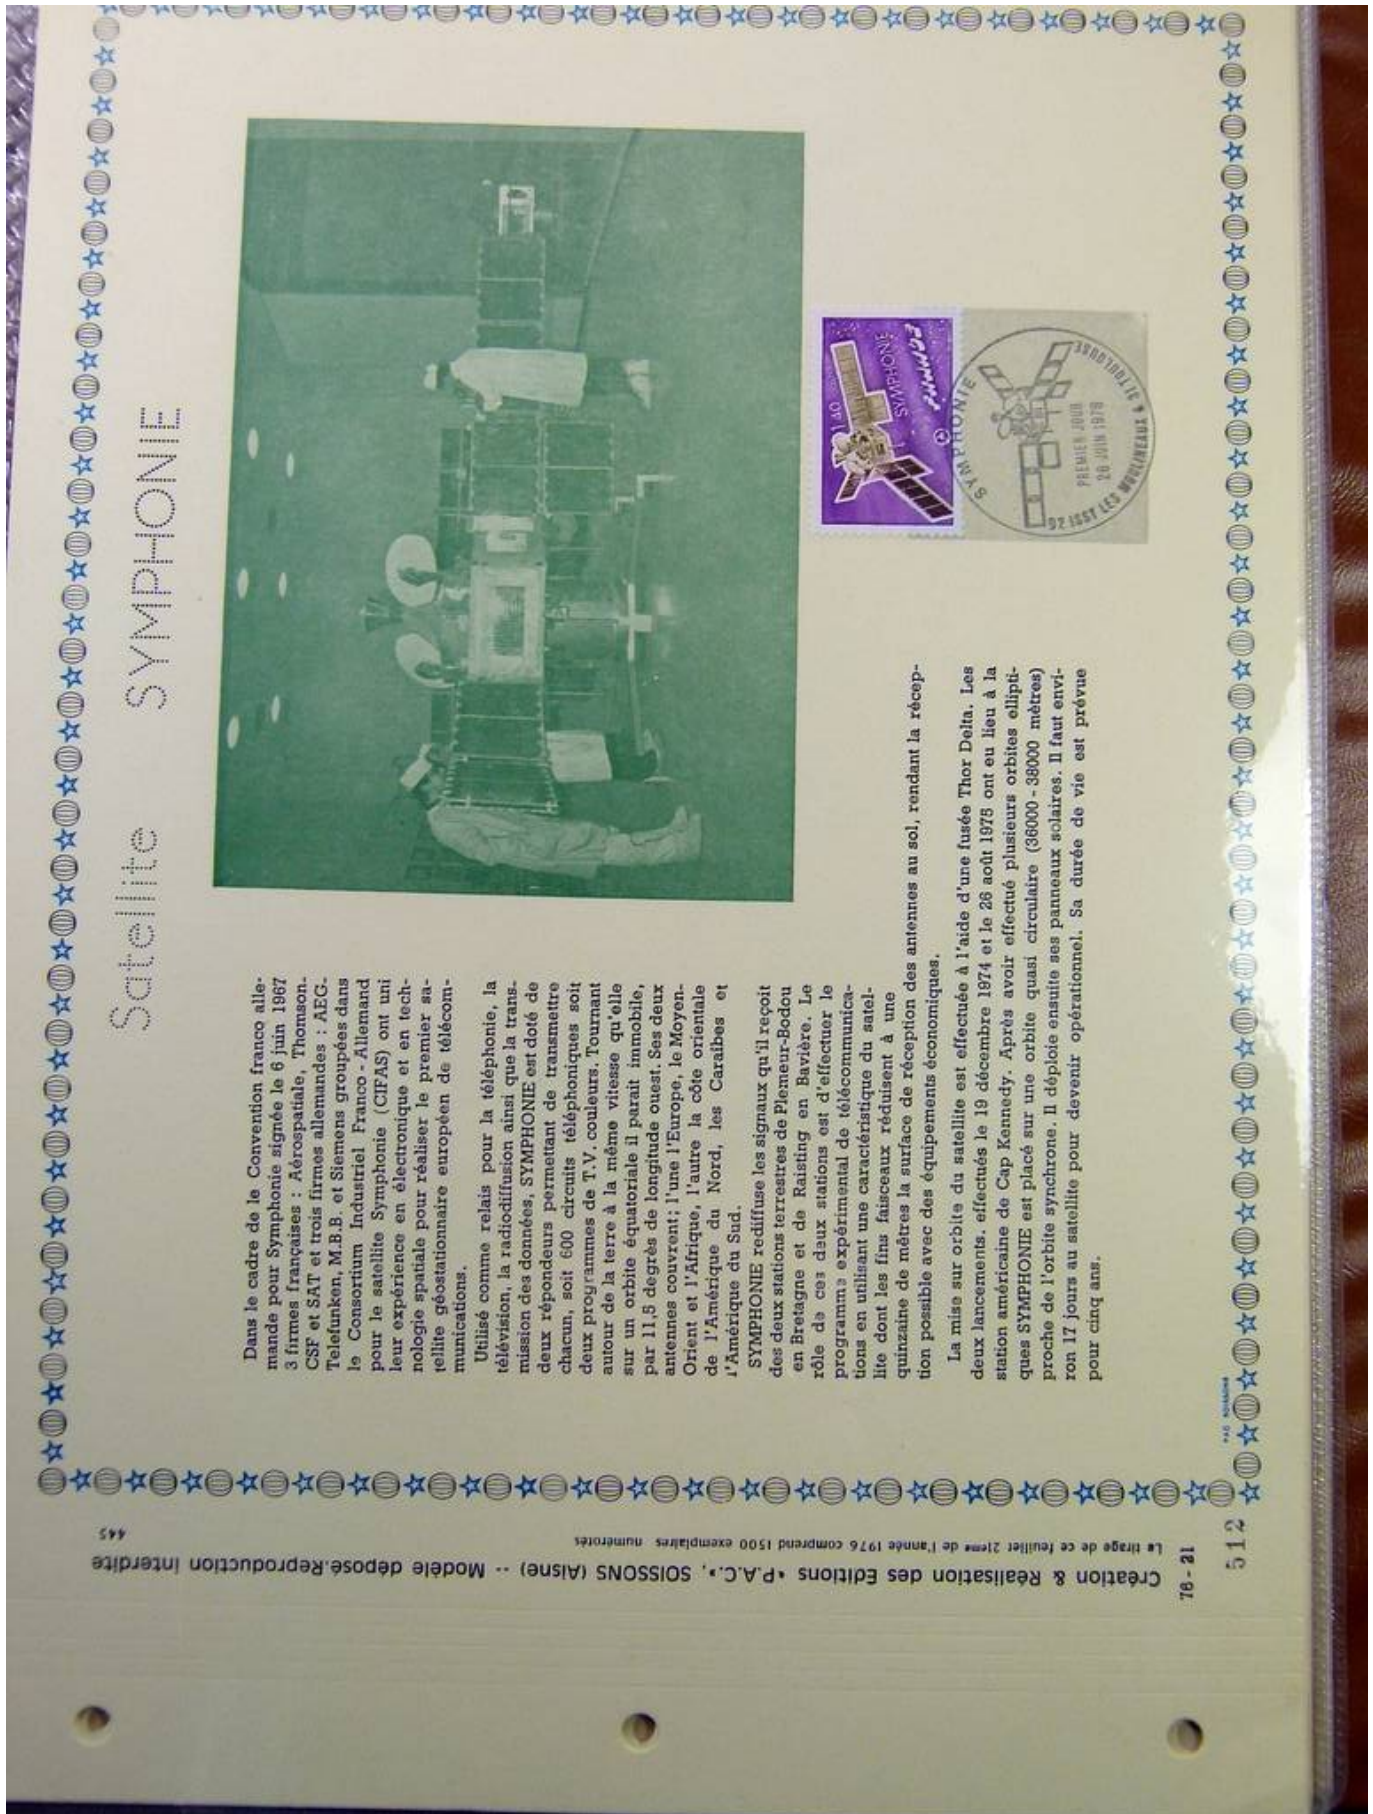 Satellite SYMPHONIE
Dans le cadre de le Convention franco alle-
mande pour Symphonie signée le 6 juin 1967
3 firmes françaises : Aérospatiale, Thomson-
CSF et SAT et trois firmes allemandes : AEG.
Telefunken, M.B.B. et Siemens groupées dans
le Consortium Industriel Franco - Allemand
pour le satellite Symphonie (CIFAS) ont uni
leur expérience en électronique et en tech-
nologie spatiale pour réaliser le premier sa-
tellite géostationnaire européen de télécom-
munications.
Utilisé comme relais pour la téléphonie, la
télévision, la radiodiffusion ainsi que la trans-
mission des données, SYMPHONIE est doté de
deux répondeurs permettant de transmettre
chacun, soit 600 circuits téléphoniques soit
deux programmes de T.V. couleurs. Tournant
autour de la terre à la même vitesse qu'elle
sur un orbite équatoriale il parait immobile,
par 11,5 degrés de longitude ouest. Ses deux
antennes couvrent; l'une l'Europe, le Moyen-
Orient et l'Afrique, l'autre la côte orientale
de l'Amérique du Nord, les Caraïbes et
l'Amérique du Sud.
SYMPHONIE rediffuse les signaux qu'il reçoit
des deux stations terrestres de Plemeur-Bodou
en Bretagne et de Raisting en Bavière. Le
rôle de ces deux stations est d'effectuer le
programme expérimental de télécommunica-
tions en utilisant une caractéristique du satel-
lite dont les fins faisceaux réduisent à une
quinzaine de mètres la surface de réception des antennes au sol, rendant la récep-
tion possible avec des équipements économiques.
La mise sur orbite du satellite est effectuée à l'aide d'une fusée Thor Delta. Les
deux lancements, effectués le 19 décembre 1974 et le 26 août 1975 ont eu lieu à la
station américaine de Cap Kennedy. Après avoir effectué plusieurs orbites ellipti-
ques SYMPHONIE est placé sur une orbite quasi circulaire (36000 - 38000 mètres)
proche de l'orbite synchrone. Il déploie ensuite ses panneaux solaires. Il faut envi-
ron 17 jours au satellite pour devenir opérationnel. Sa durée de vie est prévue
pour cinq ans.
1,40
SYMPHONIE
SYMPHONIE
PREMIER JOUR
26 JUIN 1976
92 ISSY LES MOULINEAUX & 31 TOULOUSE
PAC SOISSONS
445
Le tirage de ce feuillet 21eme de l'année 1976 comprend 1500 exemplaires numérotés
Création & Réalisation des Editions «P.A.C.», SOISSONS (Aisne) -- Modèle déposé.Reproduction interdite
76 - 21
512